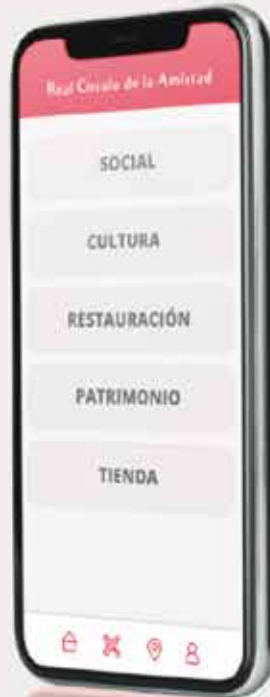 Real Círculo de la Amistad
SOCIAL
CULTURA
RESTAURACIÓN
PATRIMONIO
TIENDA